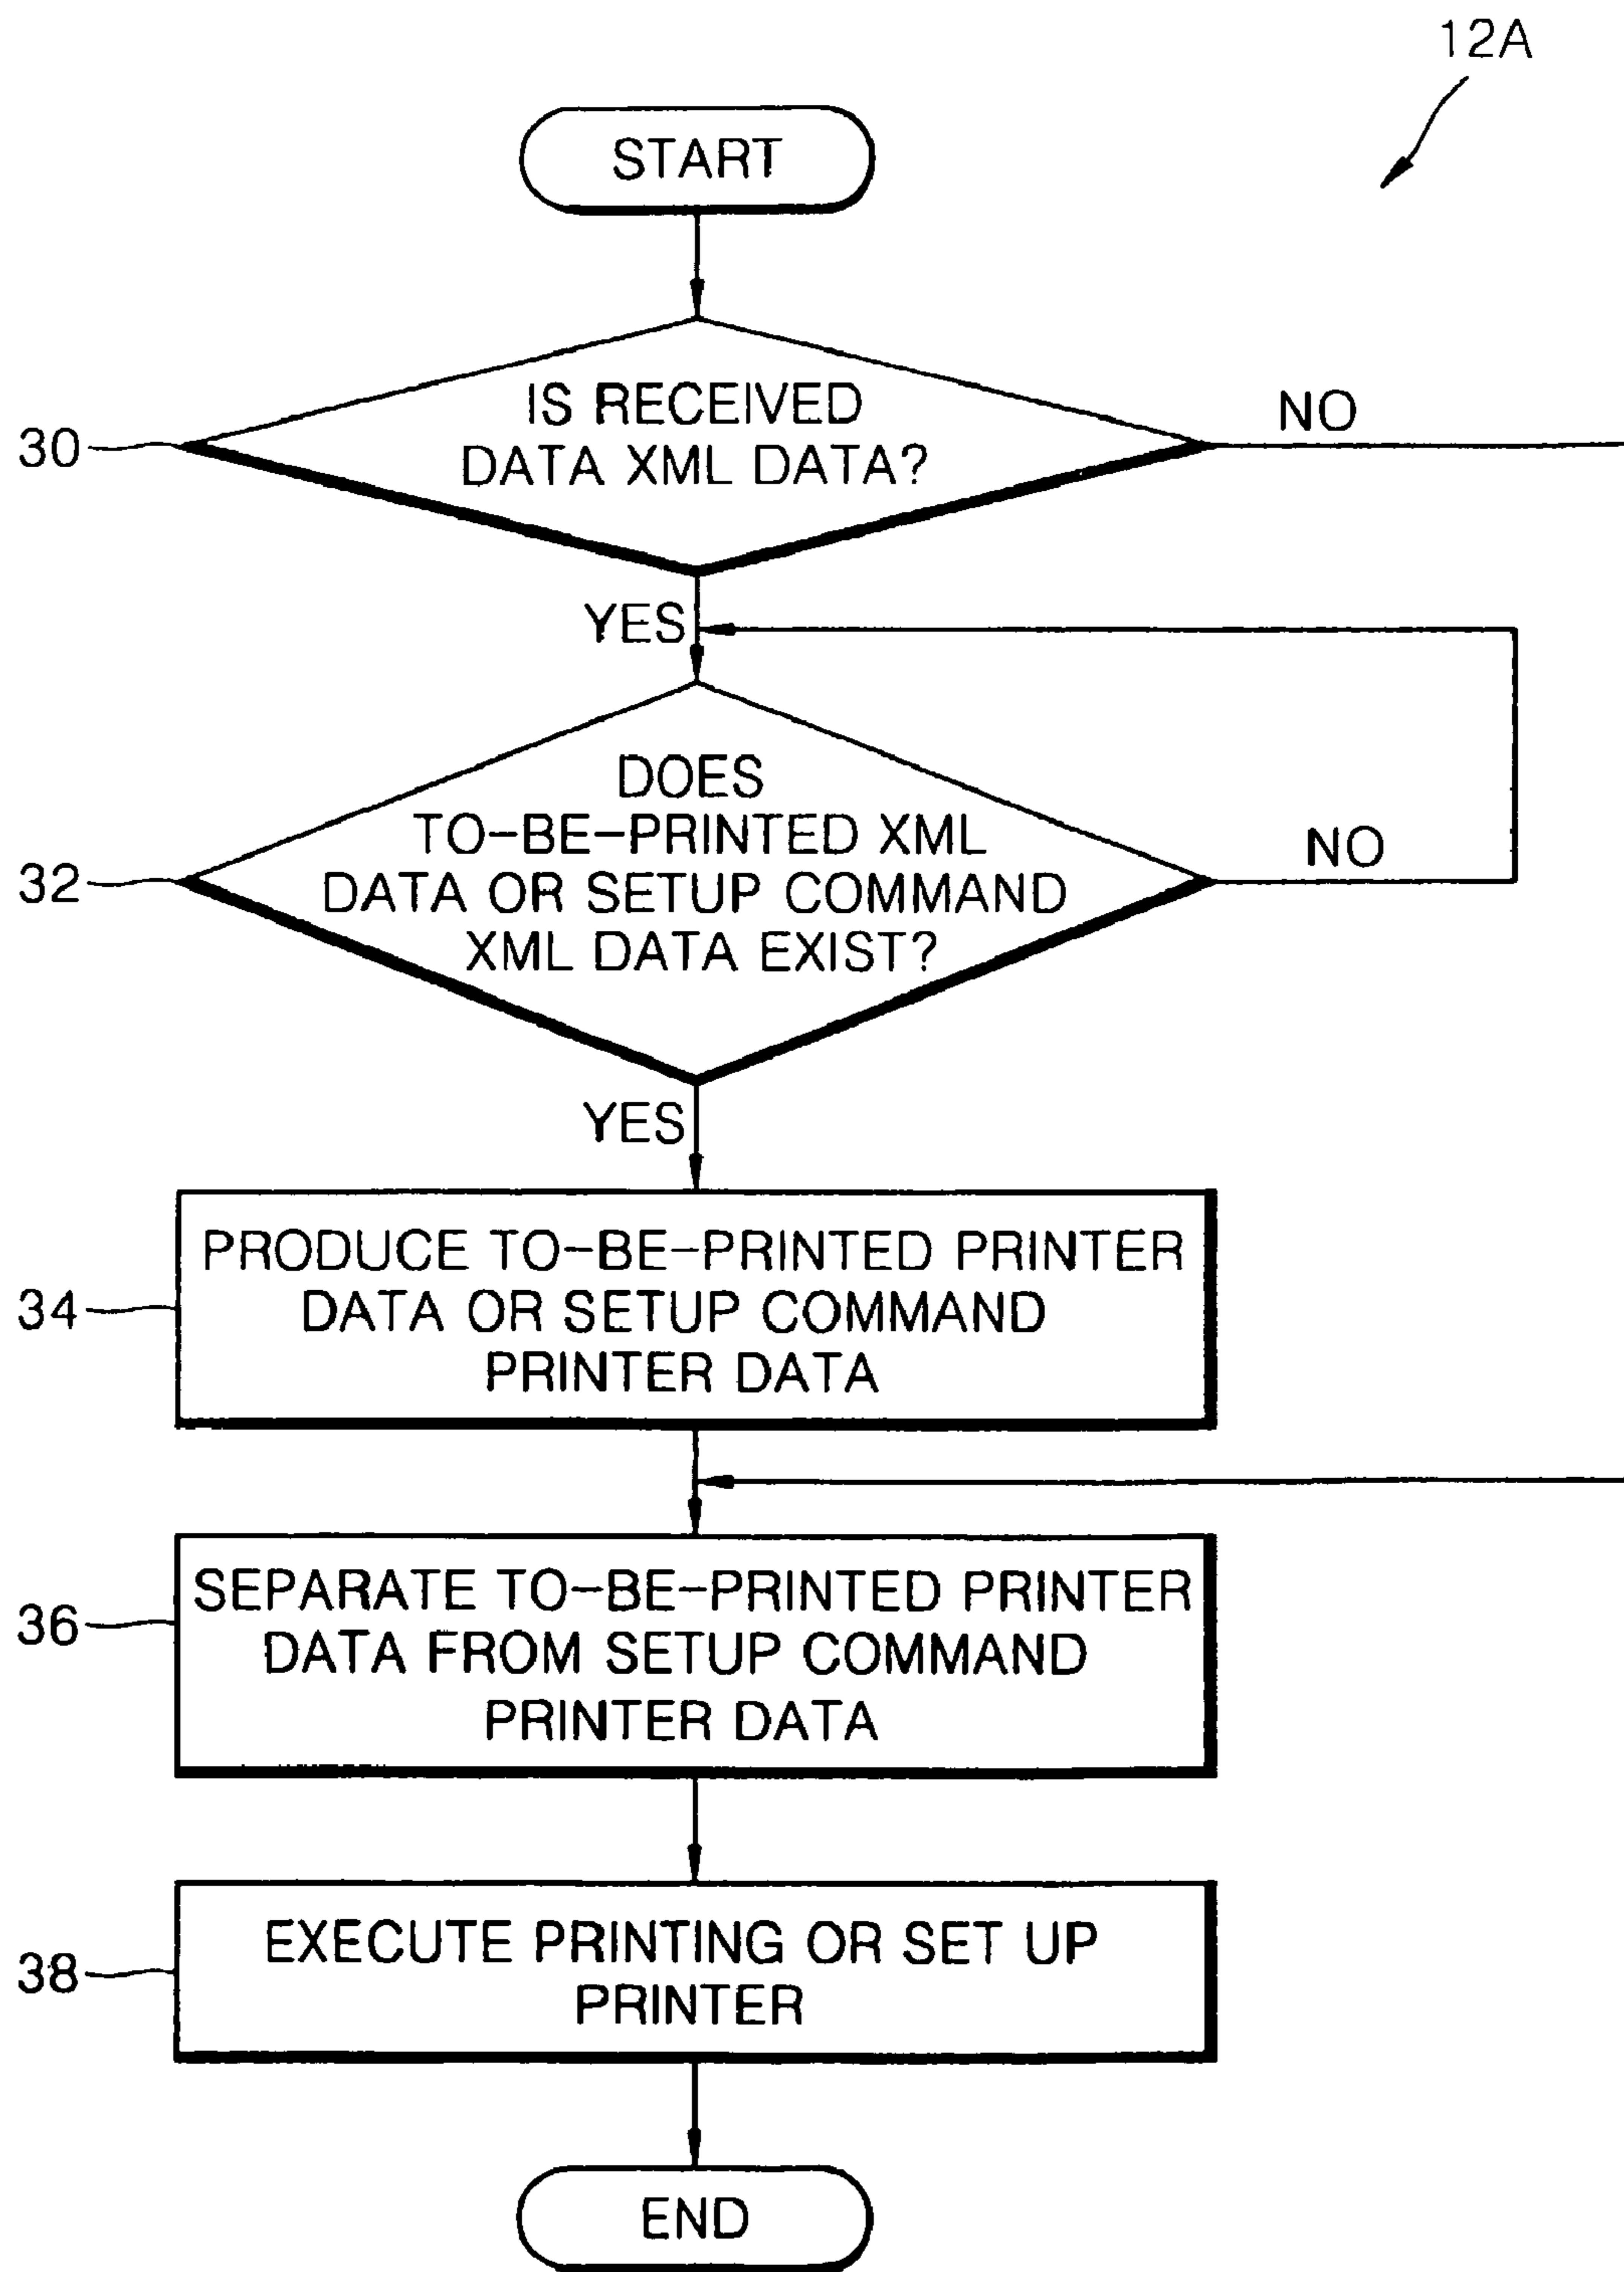 12A
START
IS RECEIVED
DATA XML DATA?
30
NO
YES
DOES
TO-BE-PRINTED XML
DATA OR SETUP COMMAND
XML DATA EXIST?
32
NO
YES
PRODUCE TO-BE-PRINTED PRINTER
DATA OR SETUP COMMAND
PRINTER DATA
34
SEPARATE TO-BE-PRINTED PRINTER
DATA FROM SETUP COMMAND
PRINTER DATA
36
EXECUTE PRINTING OR SET UP
PRINTER
38
END